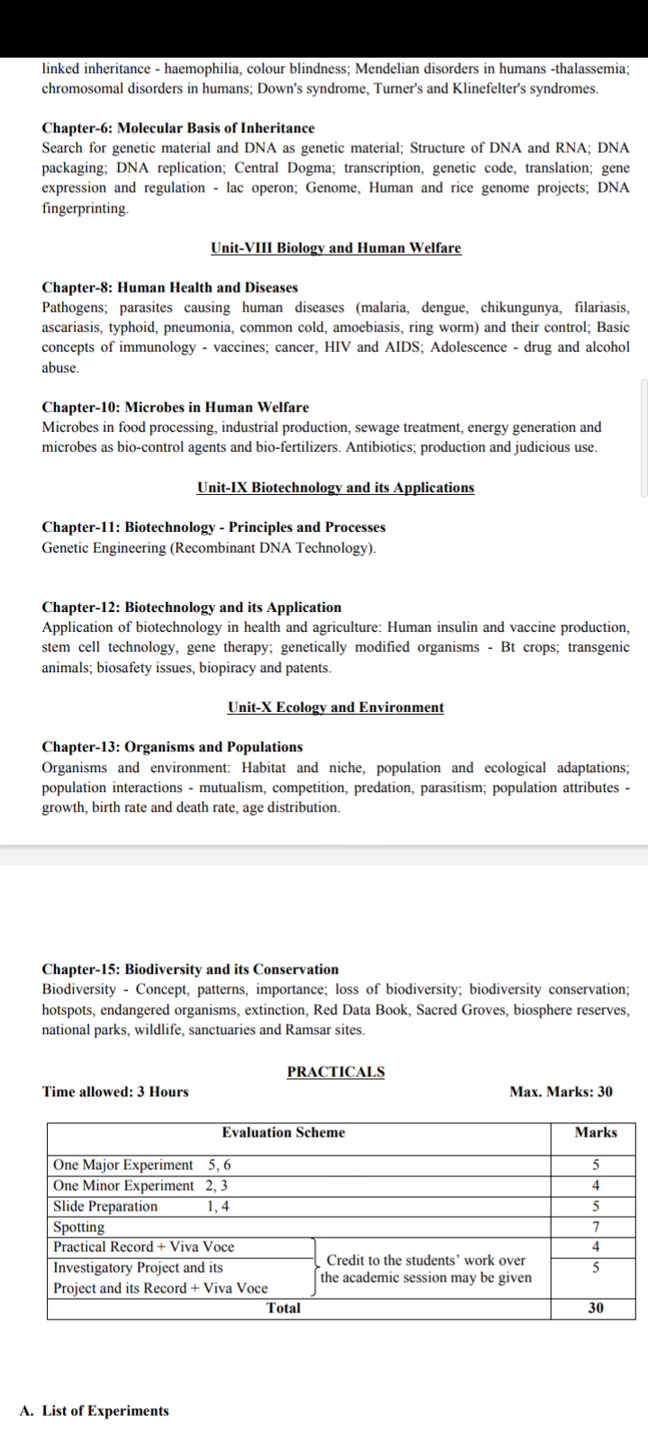 linked inheritance - haemophilia, colour blindness; Mendelian disorders in humans -thalassemia;
chromosomal disorders in humans; Down's syndrome, Turner's and Klinefelter's syndromes.
Chapter-6: Molecular Basis of Inheritance
Search for genetic material and DNA as genetic material; Structure of DNA and RNA; DNA
packaging; DNA replication; Central Dogma; transcription, genetic code, translation; gene
expression and regulation - lac operon; Genome, Human and rice genome projects; DNA
fingerprinting.
Unit-VIII Biology and Human Welfare
Chapter-8: Human Health and Diseases
Pathogens; parasites causing human diseases (malaria, dengue, chikungunya, filariasis,
ascariasis, typhoid, pneumonia, common cold, amoebiasis, ring worm) and their control; Basic
concepts of immunology - vaccines; cancer, HIV and AIDS; Adolescence - drug and alcohol
abuse.
Chapter-10: Microbes in Human Welfare
Microbes in food processing, industrial production, sewage treatment, energy generation and
microbes as bio-control agents and bio-fertilizers. Antibiotics; production and judicious use.
Unit-IX Biotechnology and its Applications
Chapter-11: Biotechnology - Principles and Processes
Genetic Engineering (Recombinant DNA Technology).
Chapter-12: Biotechnology and its Application
Application of biotechnology in health and agriculture: Human insulin and vaccine production,
stem cell technology, gene therapy; genetically modified organisms - Bt crops; transgenic
animals; biosafety issues, biopiracy and patents.
Unit-X Ecology and Environment
Chapter-13: Organisms and Populations
Organisms and environment: Habitat and niche, population and ecological adaptations;
population interactions - mutualism, competition, predation, parasitism; population attributes -
growth, birth rate and death rate, age distribution.
Chapter-15: Biodiversity and its Conservation
Biodiversity - Concept, patterns, importance; loss of biodiversity; biodiversity conservation;
hotspots, endangered organisms, extinction, Red Data Book, Sacred Groves, biosphere reserves,
national parks, wildlife, sanctuaries and Ramsar sites.
PRACTICALS
Time allowed: 3 Hours Max. Marks: 30
Evaluation Scheme Marks
One Major Experiment 5, 6 5
One Minor Experiment 2, 3 4
Slide Preparation 1, 4 5
Spotting 7
Practical Record + Viva Voce 4
Investigatory Project and its 5
Project and its Record + Viva Voce
Credit to the students' work over
the academic session may be given
Total 30
A. List of Experiments